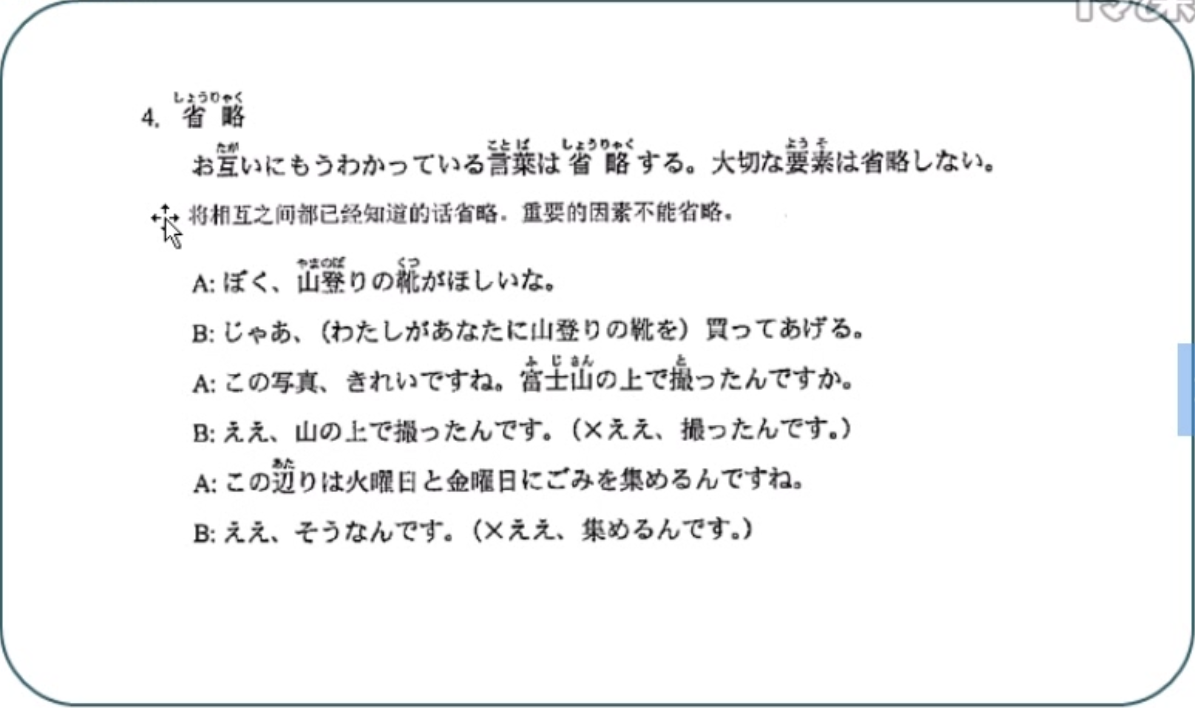 4. 省略
お互いにもうわかっている言葉は省略する。大切な要素は省略しない。
将相互之间都已经知道的话省略。重要的因素不能省略。
A: ぼく、山登りの靴がほしいな。
B: じゃあ、（わたしがあなたに山登りの靴を）買ってあげる。
A: この写真、きれいですね。富士山の上で撮ったんですか。
B: ええ、山の上で撮ったんです。（×ええ、撮ったんです。）
A: この辺りは火曜日と金曜日にごみを集めるんですね。
B: ええ、そうなんです。（×ええ、集めるんです。）